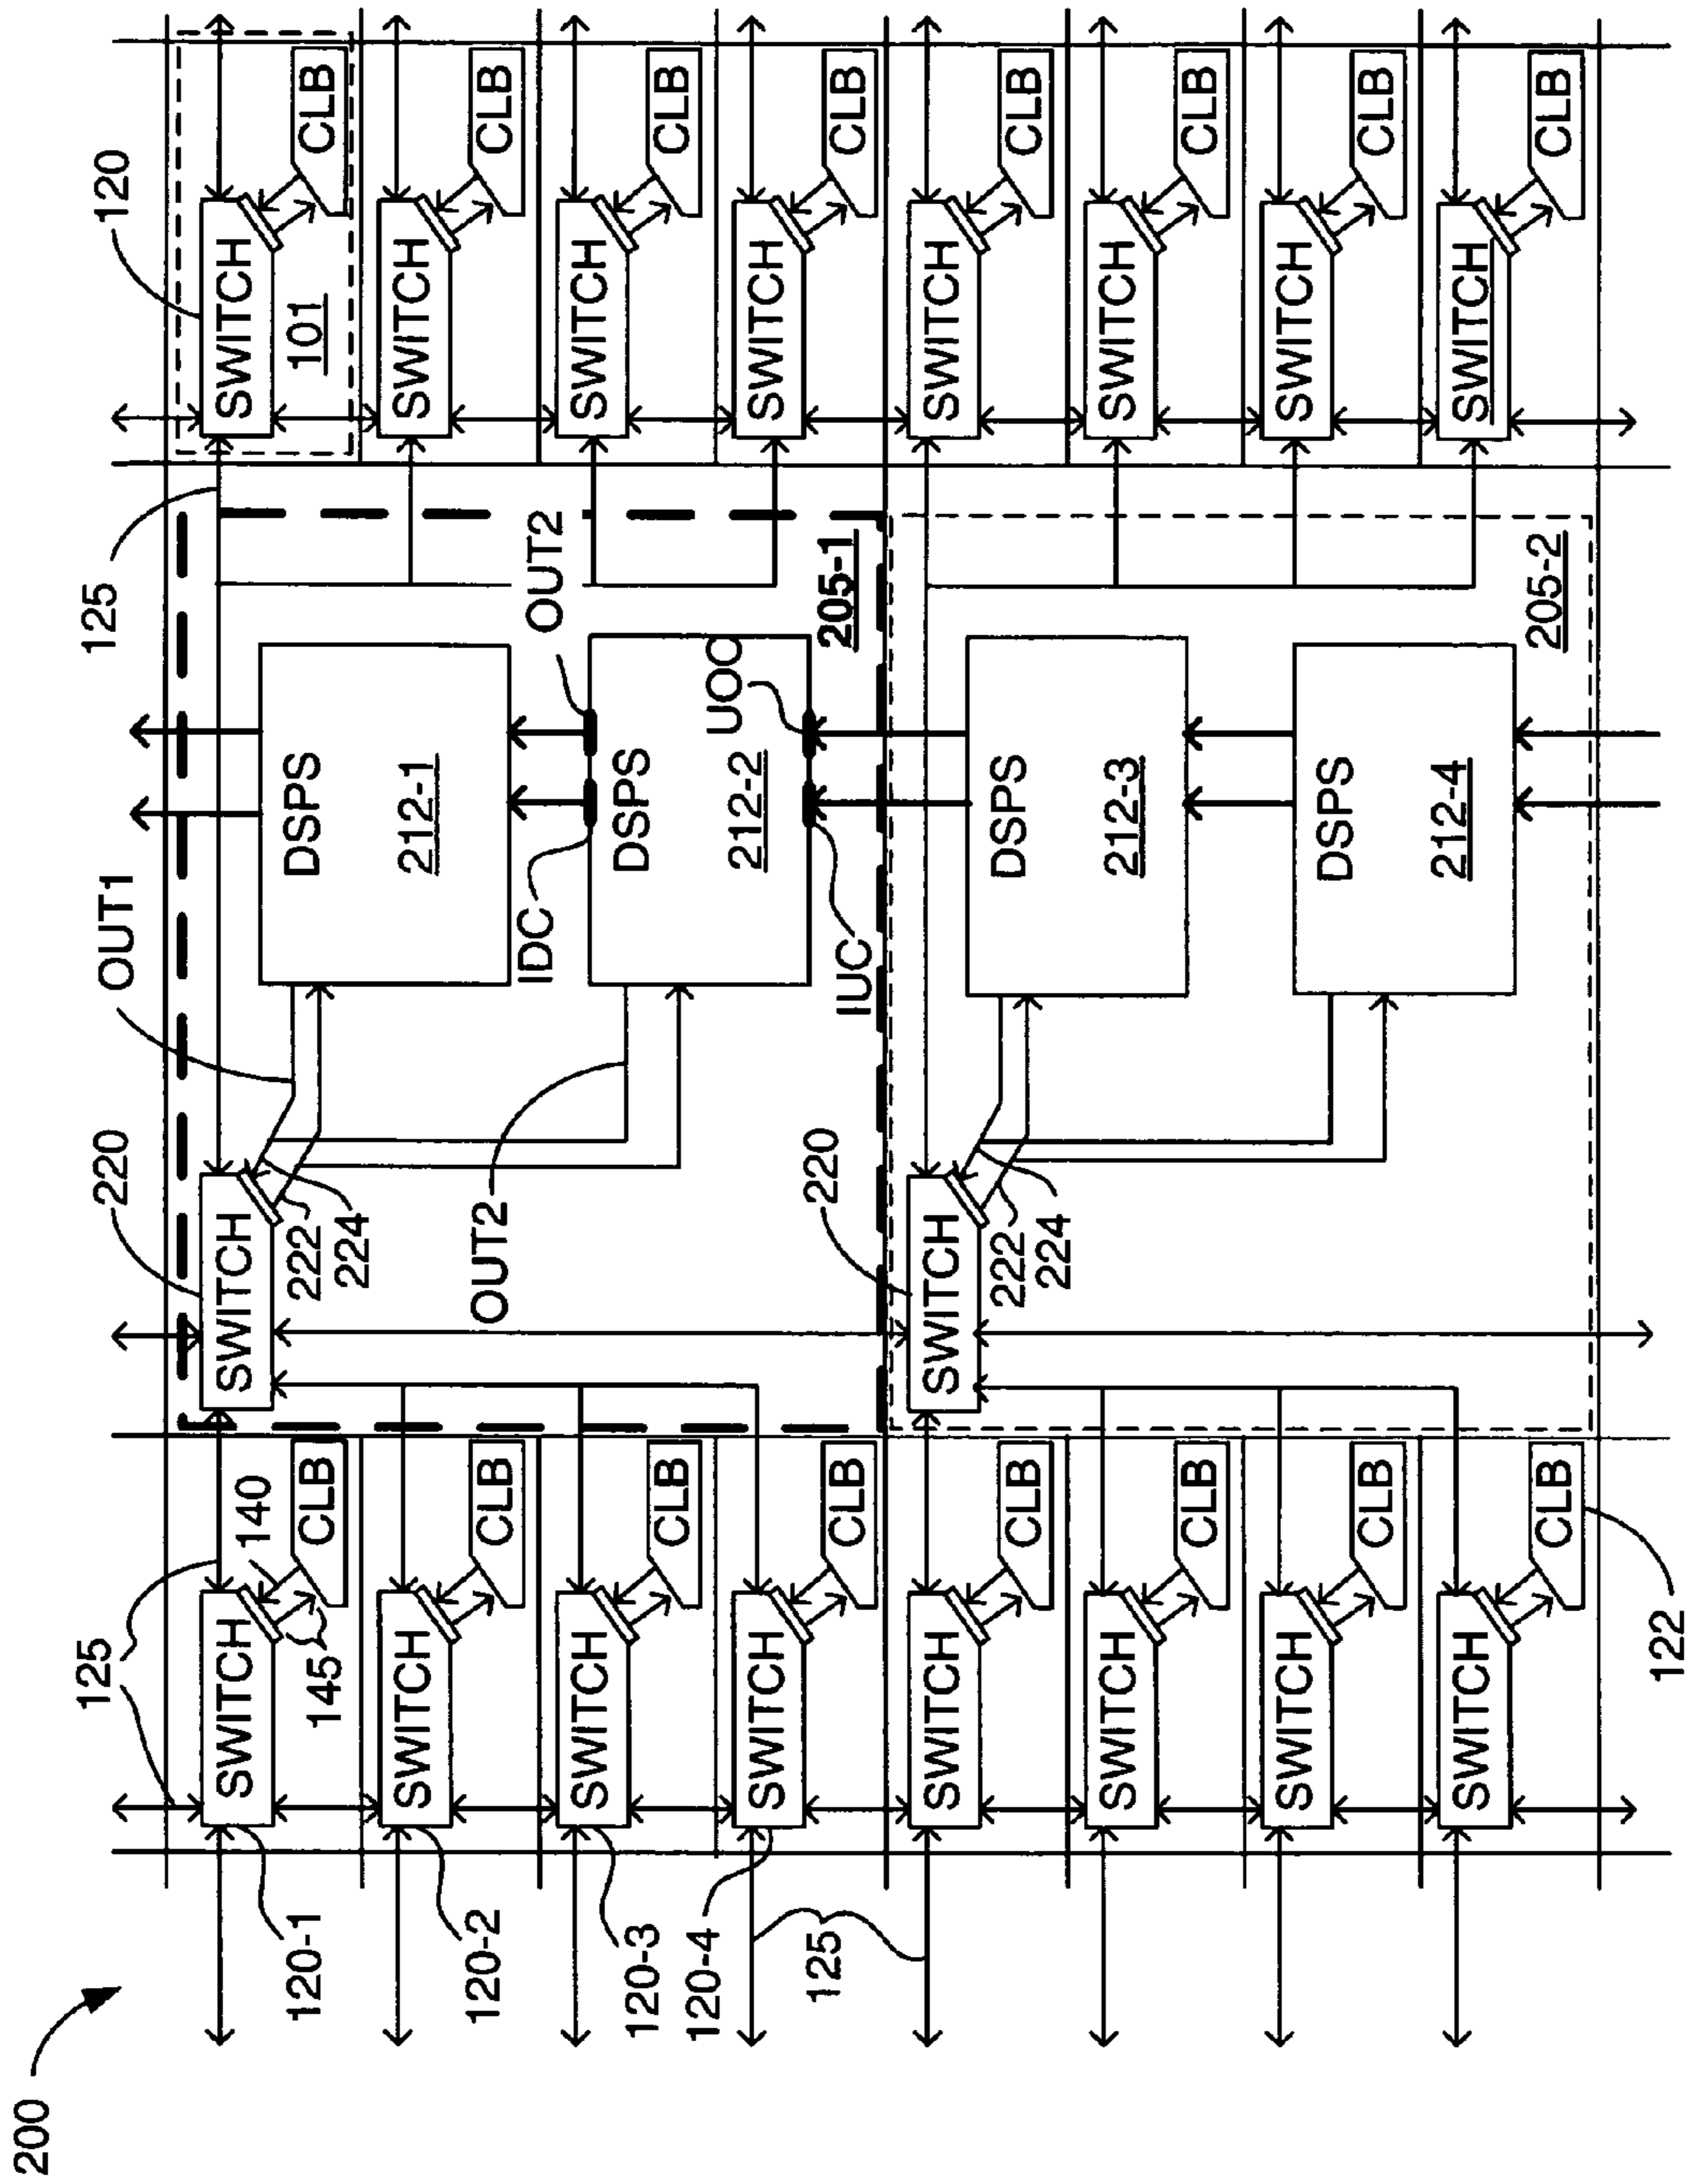 200
120-1
120-2
120-3
120-4
125
125
SWITCH
140
145
CLB
SWITCH
CLB
SWITCH
CLB
SWITCH
CLB
SWITCH
CLB
SWITCH
CLB
SWITCH
CLB
SWITCH
CLB
122
220
SWITCH
222
224
OUT1
OUT2
220
SWITCH
222
224
DSPS
212-1
IDC
OUT2
DSPS
212-2
UOC
IUC
205-1
DSPS
212-3
DSPS
212-4
205-2
125
120
SWITCH
101
CLB
SWITCH
CLB
SWITCH
CLB
SWITCH
CLB
SWITCH
CLB
SWITCH
CLB
SWITCH
CLB
SWITCH
CLB